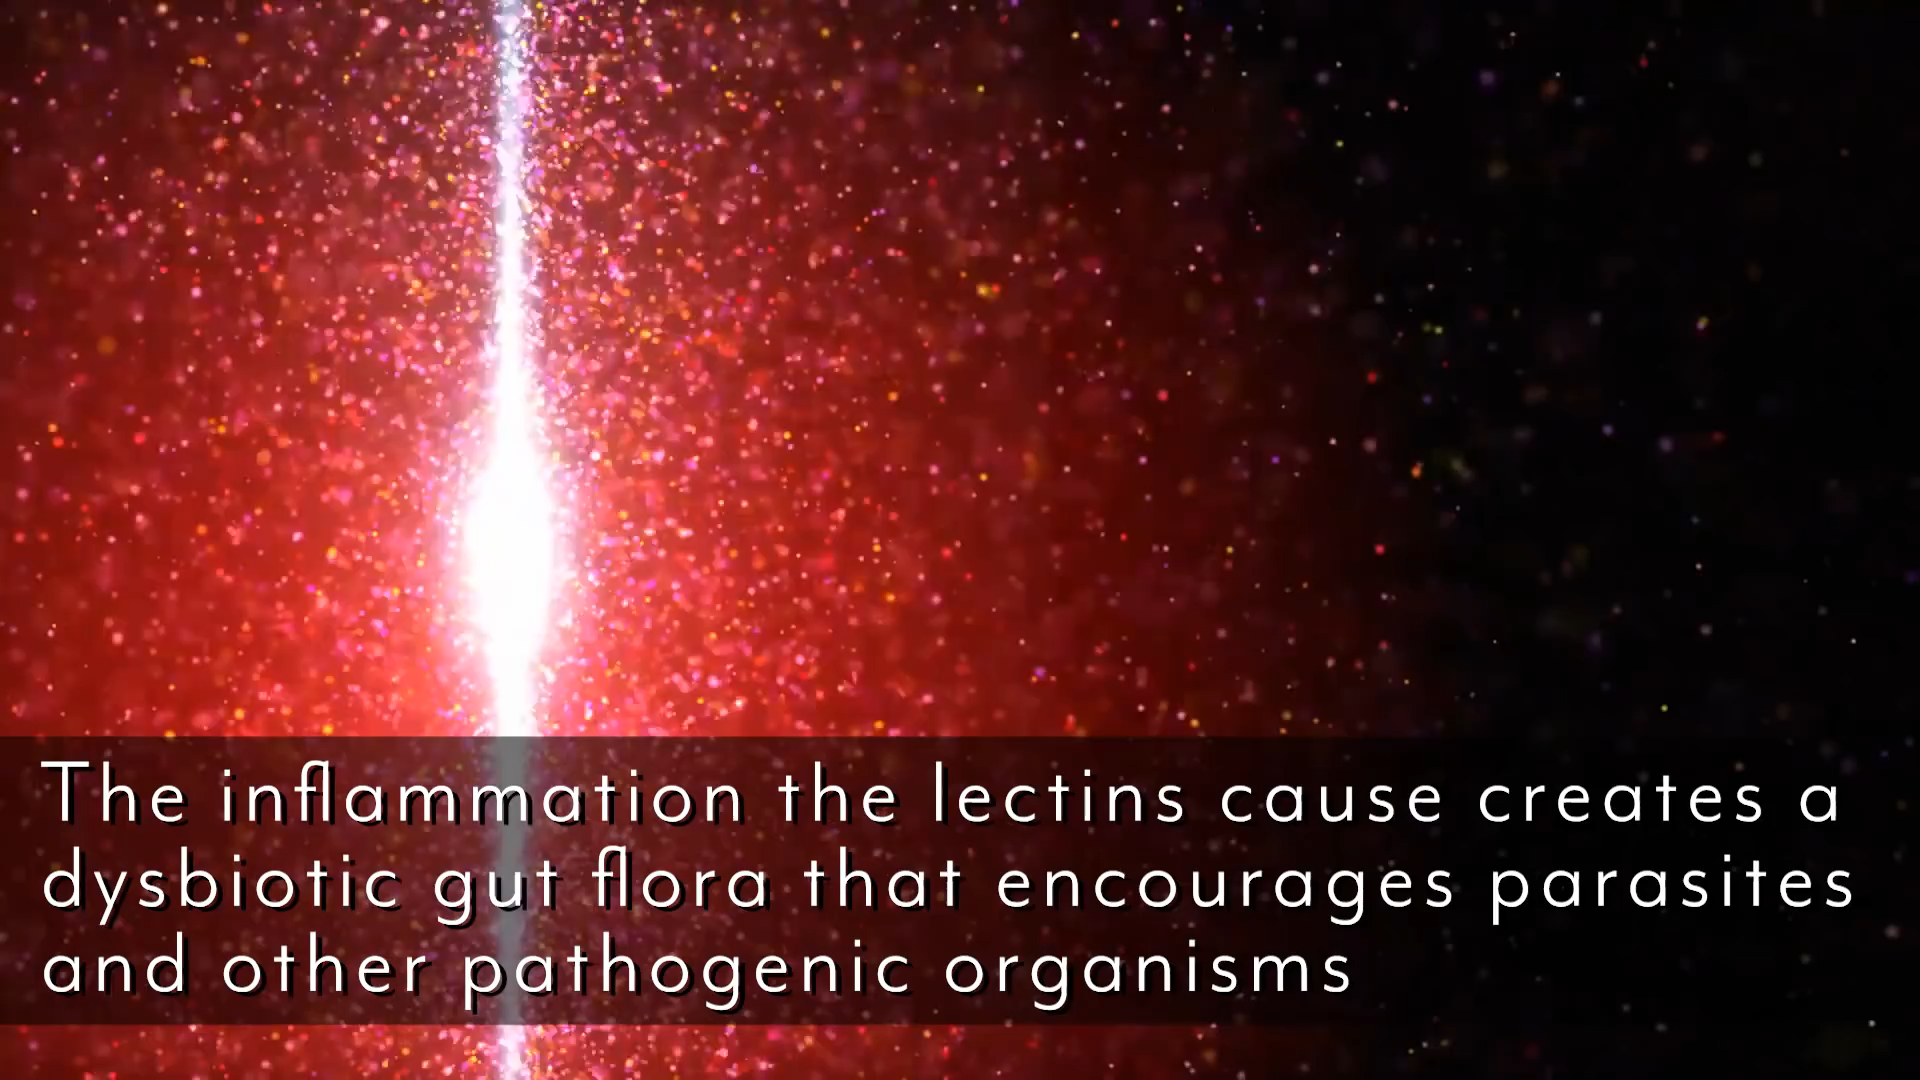 The inflammation the lectins cause creates a
dysbiotic gut flora that encourages parasites
and other pathogenic organisms